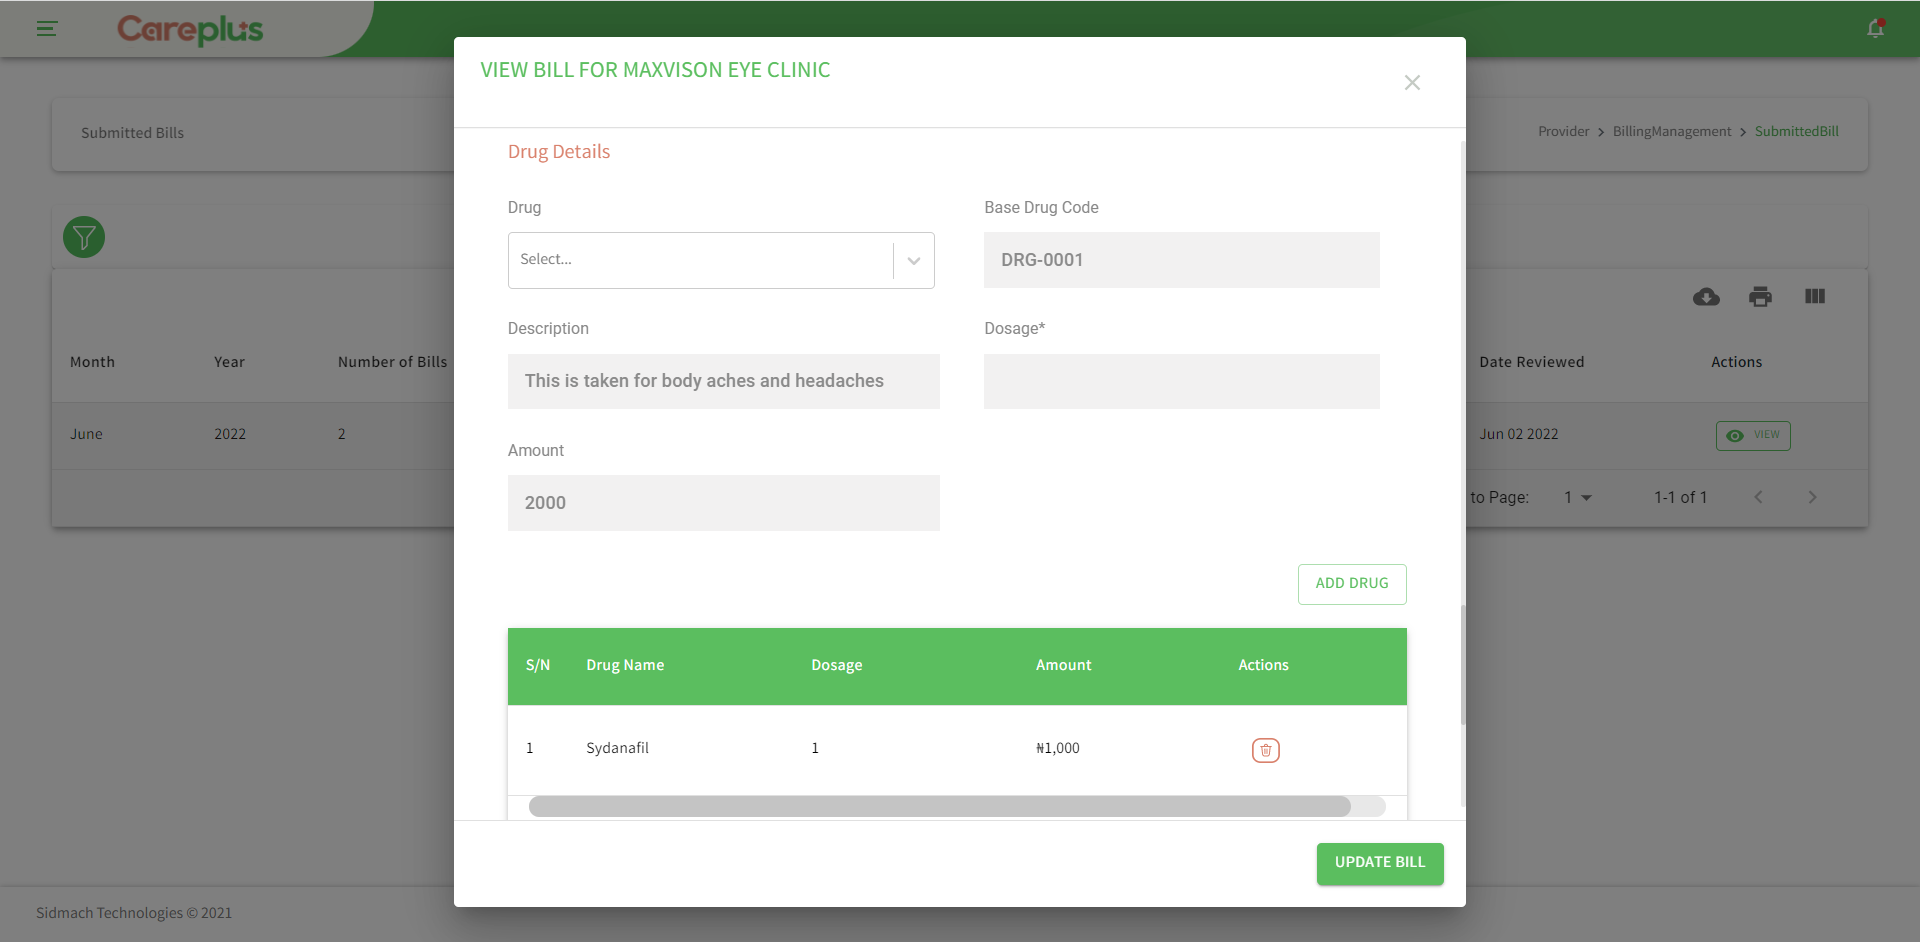 Careplus
VIEW BILL FOR MAXVISON EYE CLINIC
Submitted Bills
Provider > BillingManagement > SubmittedBill
Drug Details
Drug
Base Drug Code
Select...
DRG-0001
Description
Dosage*
This is taken for body aches and headaches
Amount
2000
ADD DRUG
Month Year Number of Bills Date Reviewed Actions
June 2022 2 Jun 02 2022 VIEW
to Page: 1 1-1 of 1
S/N Drug Name Dosage Amount Actions
1 Sydanafil 1 ₦1,000
UPDATE BILL
Sidmach Technologies © 2021